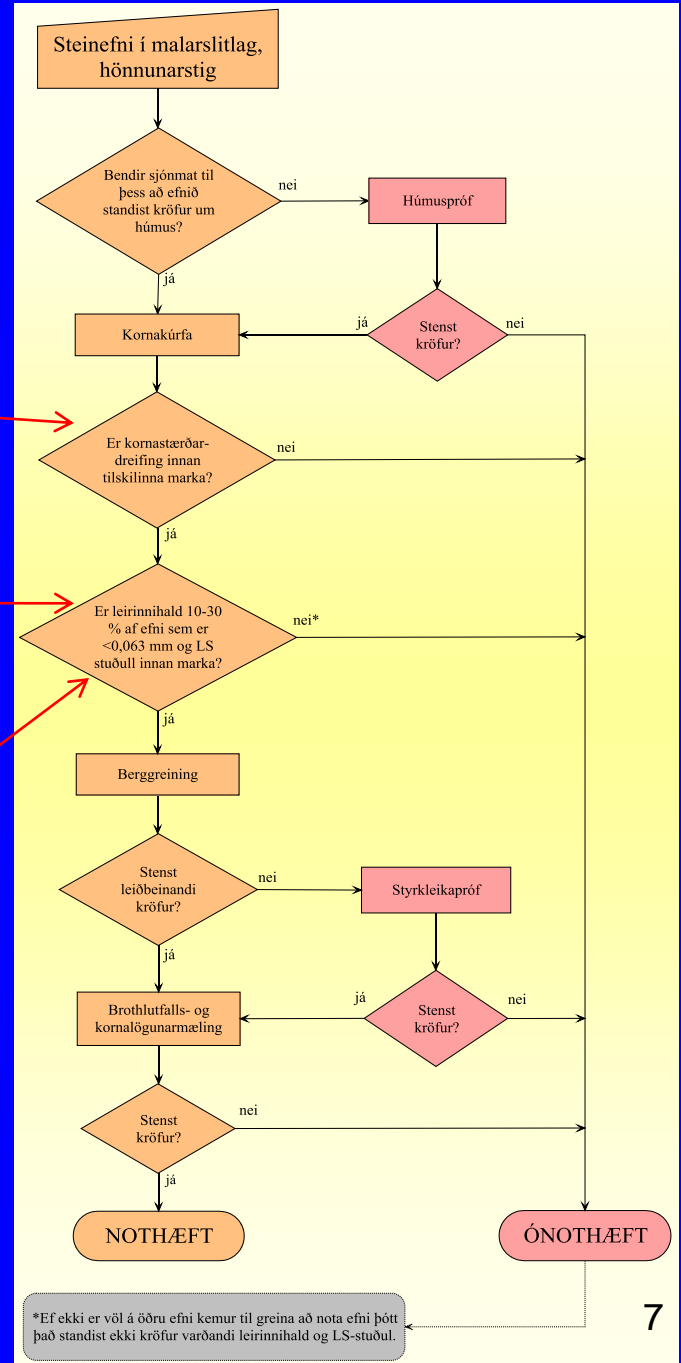 Steinefni í malarslitlag,
hönnunarstig
Bendir sjónmat til
þess að efnið
standist kröfur um
húmus?
nei
Húmuspróf
já
Kornakúrfa
já
Stenst
kröfur?
nei
Er kornastærðar-
dreifing innan
tilskilinna marka?
nei
já
Er leirinnihald 10-30
% af efni sem er
<0,063 mm og LS
stuðull innan marka?
nei*
já
Berggreining
Stenst
leiðbeinandi
kröfur?
nei
Styrkleikapróf
já
Brothlutfalls- og
kornalögunarmæling
já
Stenst
kröfur?
nei
Stenst
kröfur?
nei
já
NOTHÆFT
ÓNOTHÆFT
*Ef ekki er völ á öðru efni kemur til greina að nota efni þótt
það standist ekki kröfur varðandi leirinnihald og LS-stuðul.
7